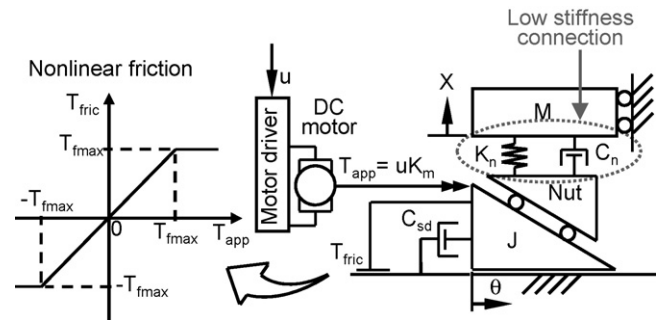 Low stiffness
connection
Nonlinear friction
u
X
T_fric
DC
motor
M
T_fmax
Motor driver
K_n
C_n
T_app = uK_m
Nut
-T_fmax
0
T_fmax
T_app
C_sd
J
T_fric
-T_fmax
θ